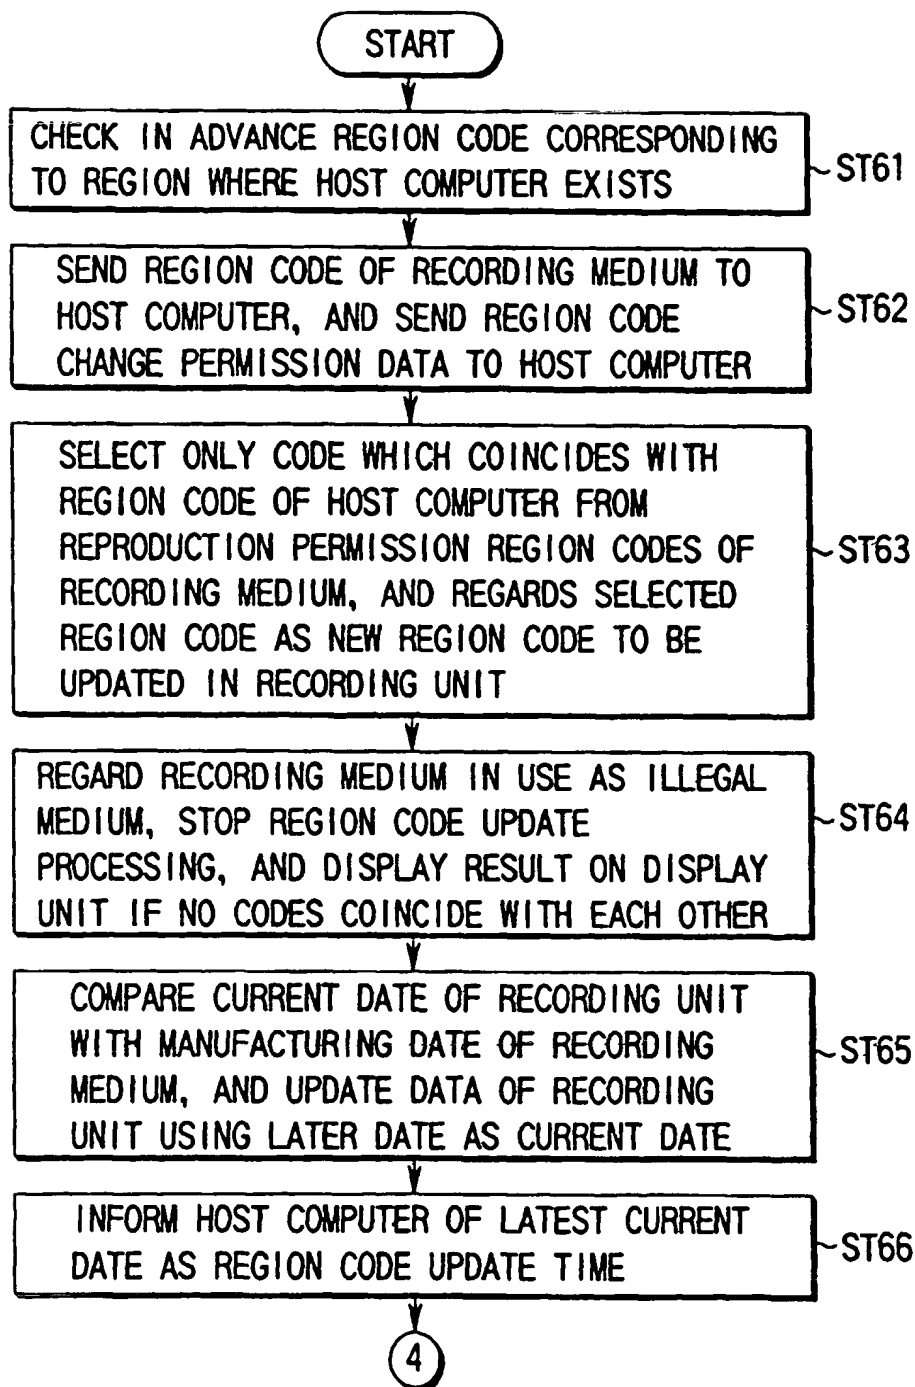 START
CHECK IN ADVANCE REGION CODE CORRESPONDING
TO REGION WHERE HOST COMPUTER EXISTS
ST61
SEND REGION CODE OF RECORDING MEDIUM TO
HOST COMPUTER, AND SEND REGION CODE
CHANGE PERMISSION DATA TO HOST COMPUTER
ST62
SELECT ONLY CODE WHICH COINCIDES WITH
REGION CODE OF HOST COMPUTER FROM
REPRODUCTION PERMISSION REGION CODES OF
RECORDING MEDIUM, AND REGARDS SELECTED
REGION CODE AS NEW REGION CODE TO BE
UPDATED IN RECORDING UNIT
ST63
REGARD RECORDING MEDIUM IN USE AS ILLEGAL
MEDIUM, STOP REGION CODE UPDATE
PROCESSING, AND DISPLAY RESULT ON DISPLAY
UNIT IF NO CODES COINCIDE WITH EACH OTHER
ST64
COMPARE CURRENT DATE OF RECORDING UNIT
WITH MANUFACTURING DATE OF RECORDING
MEDIUM, AND UPDATE DATA OF RECORDING
UNIT USING LATER DATE AS CURRENT DATE
ST65
INFORM HOST COMPUTER OF LATEST CURRENT
DATE AS REGION CODE UPDATE TIME
ST66
4